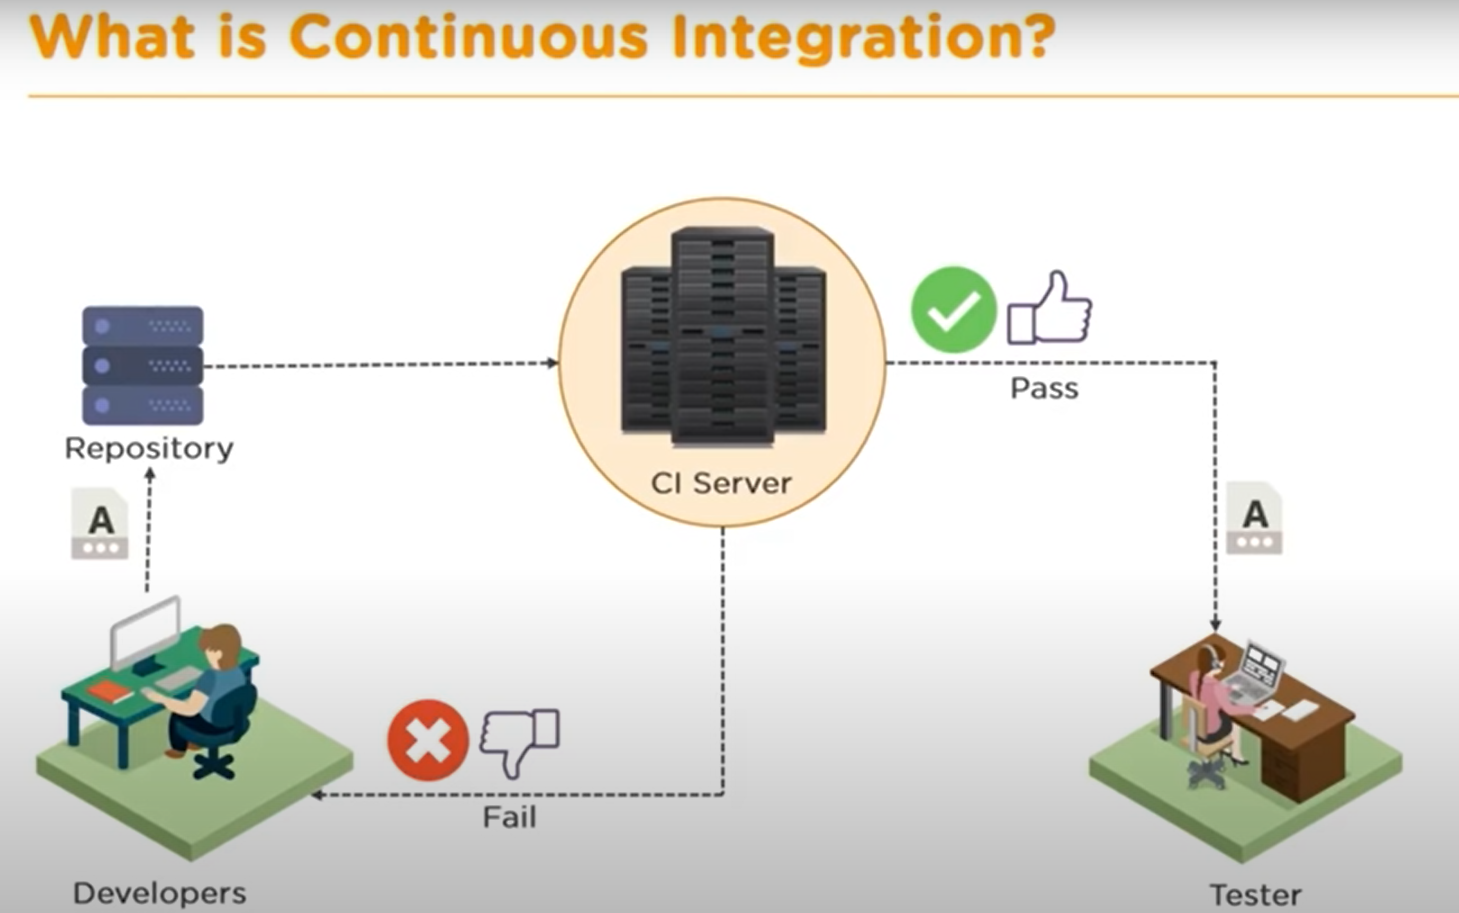 What is Continuous Integration?
Pass
CI Server
Repository
A
A
Fail
Developers
Tester